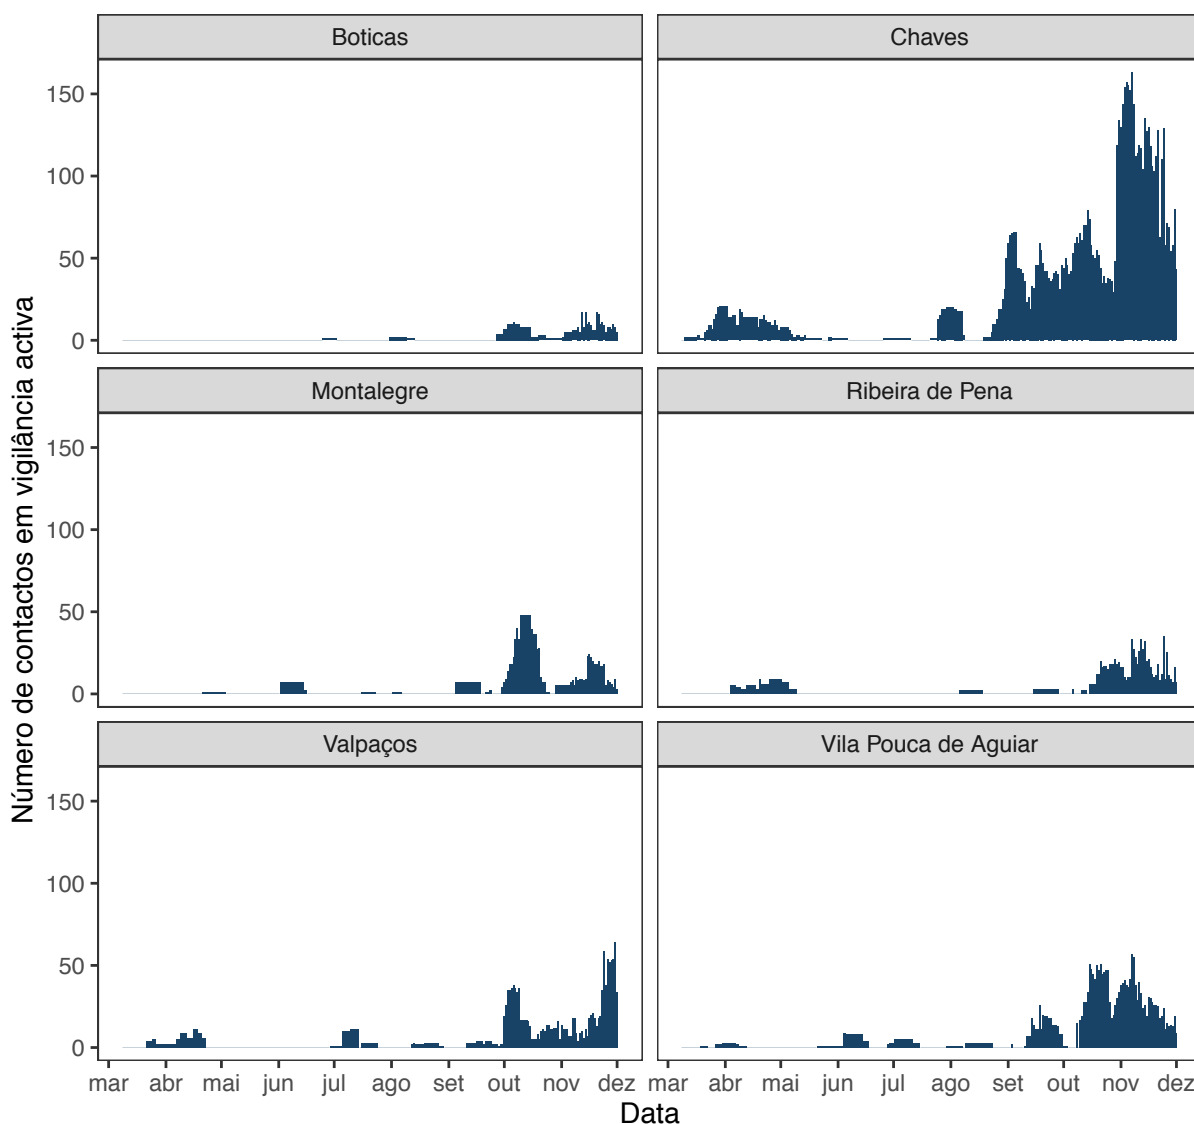 Boticas
Chaves
150
100
50
0
Montalegre
Ribeira de Pena
150
100
50
0
Valpaços
Vila Pouca de Aguiar
150
100
50
0
mar abr mai jun jul ago set out nov dez
mar abr mai jun jul ago set out nov dez
Data
Número de contactos em vigilância activa